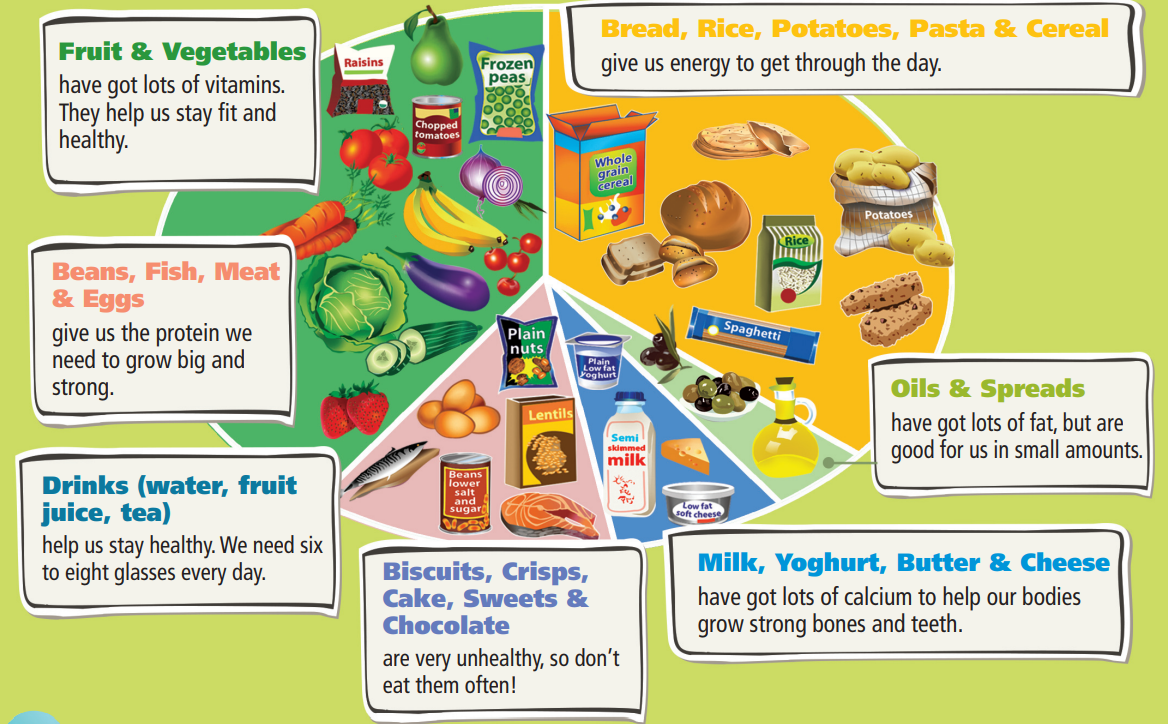 Fruit & Vegetables
have got lots of vitamins.
They help us stay fit and
healthy.
Bread, Rice, Potatoes, Pasta & Cereal
give us energy to get through the day.
Raisins
Frozen
peas
Chopped
tomatoes
Whole
grain
cereal
Potatoes
Rice
Spaghetti
Beans, Fish, Meat
& Eggs
give us the protein we
need to grow big and
strong.
Plain
nuts
Plain
Low fat
yoghurt
Lentils
Semi
skimmed
milk
Beans
lower
salt
and
sugar
Low fat
soft cheese
Oils & Spreads
have got lots of fat, but are
good for us in small amounts.
Drinks (water, fruit
juice, tea)
help us stay healthy. We need six
to eight glasses every day.
Biscuits, Crisps,
Cake, Sweets &
Chocolate
are very unhealthy, so don’t
eat them often!
Milk, Yoghurt, Butter & Cheese
have got lots of calcium to help our bodies
grow strong bones and teeth.